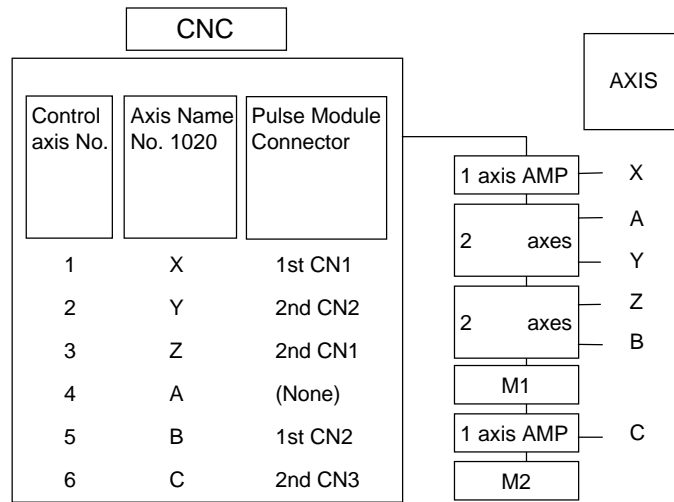 CNC
AXIS
Control axis No.
Axis Name No. 1020
Pulse Module Connector
1 X 1st CN1
2 Y 2nd CN2
3 Z 2nd CN1
4 A (None)
5 B 1st CN2
6 C 2nd CN3
1 axis AMP X
2 axes A
Y
2 axes Z
B
M1
1 axis AMP C
M2